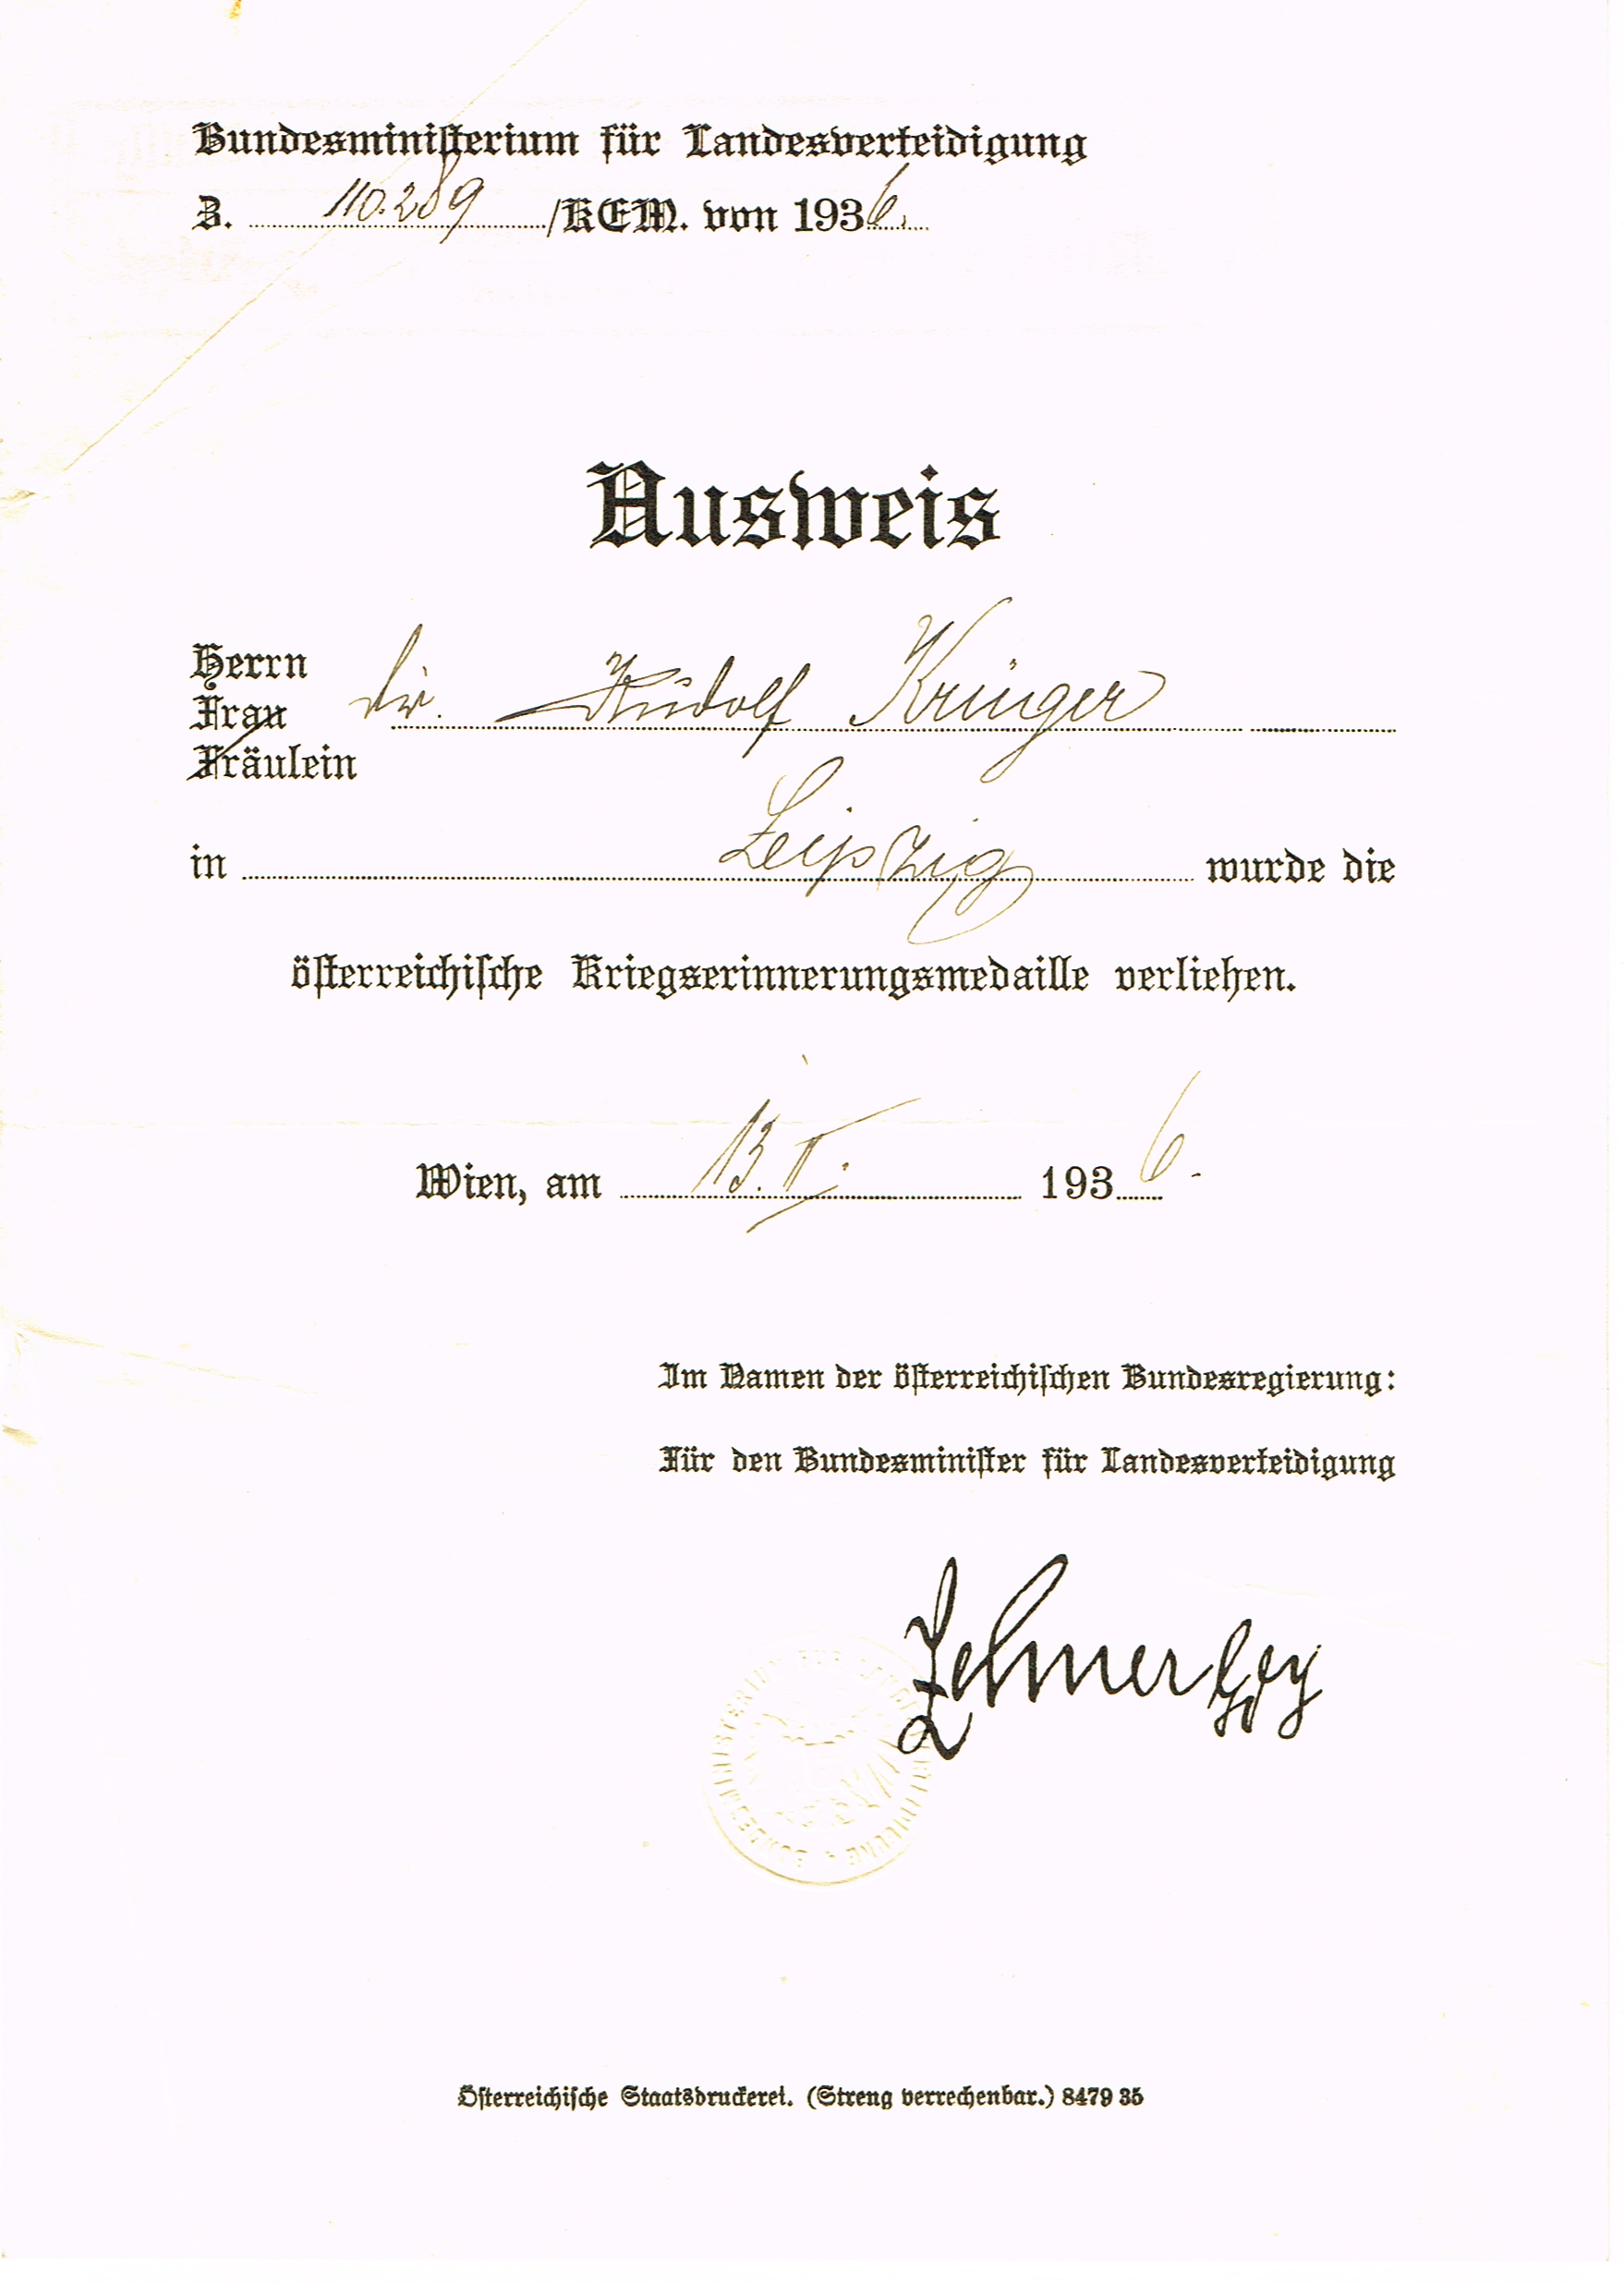 Bundesministerium für Landesverteidigung
Z. 110.289 /KEM. von 1936.
Ausweis
Herrn
Frau
Fräulein
Dir. Rudolf Krüger
in Leipzig wurde die
österreichische Kriegserinnerungsmedaille verliehen.
Wien, am 13. V. 1936.
Im Namen der österreichischen Bundesregierung:
Für den Bundesminister für Landesverteidigung
Österreichische Staatsdruckerei. (Streng verrechenbar.) 8479 35